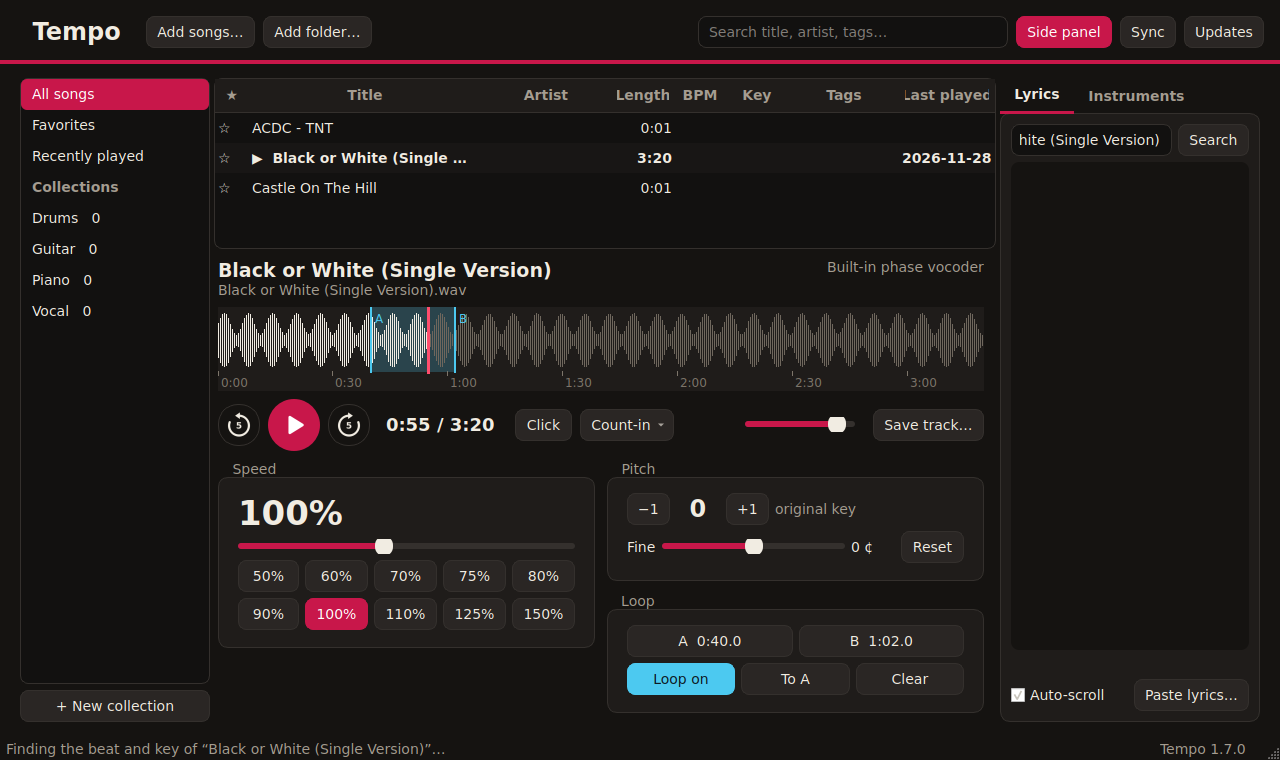 Tempo
Add songs…
Add folder…
Search title, artist, tags…
Side panel
Sync
Updates
All songs
Favorites
Recently played
Collections
Drums 0
Guitar 0
Piano 0
Vocal 0
+ New collection
★ Title Artist Length BPM Key Tags Last played
☆ ACDC - TNT 0:01
☆ ▶ Black or White (Single … 3:20 2026-11-28
☆ Castle On The Hill 0:01
Black or White (Single Version)
Built-in phase vocoder
Black or White (Single Version).wav
A B
0:00 0:30 1:00 1:30 2:00 2:30 3:00
5 5 0:55 / 3:20 Click Count-in Save track…
Speed
100%
50% 60% 70% 75% 80%
90% 100% 110% 125% 150%
Pitch
−1 0 +1 original key
Fine 0 ¢ Reset
Loop
A 0:40.0 B 1:02.0
Loop on To A Clear
Lyrics Instruments
hite (Single Version) Search
Auto-scroll Paste lyrics…
Finding the beat and key of “Black or White (Single Version)”…
Tempo 1.7.0